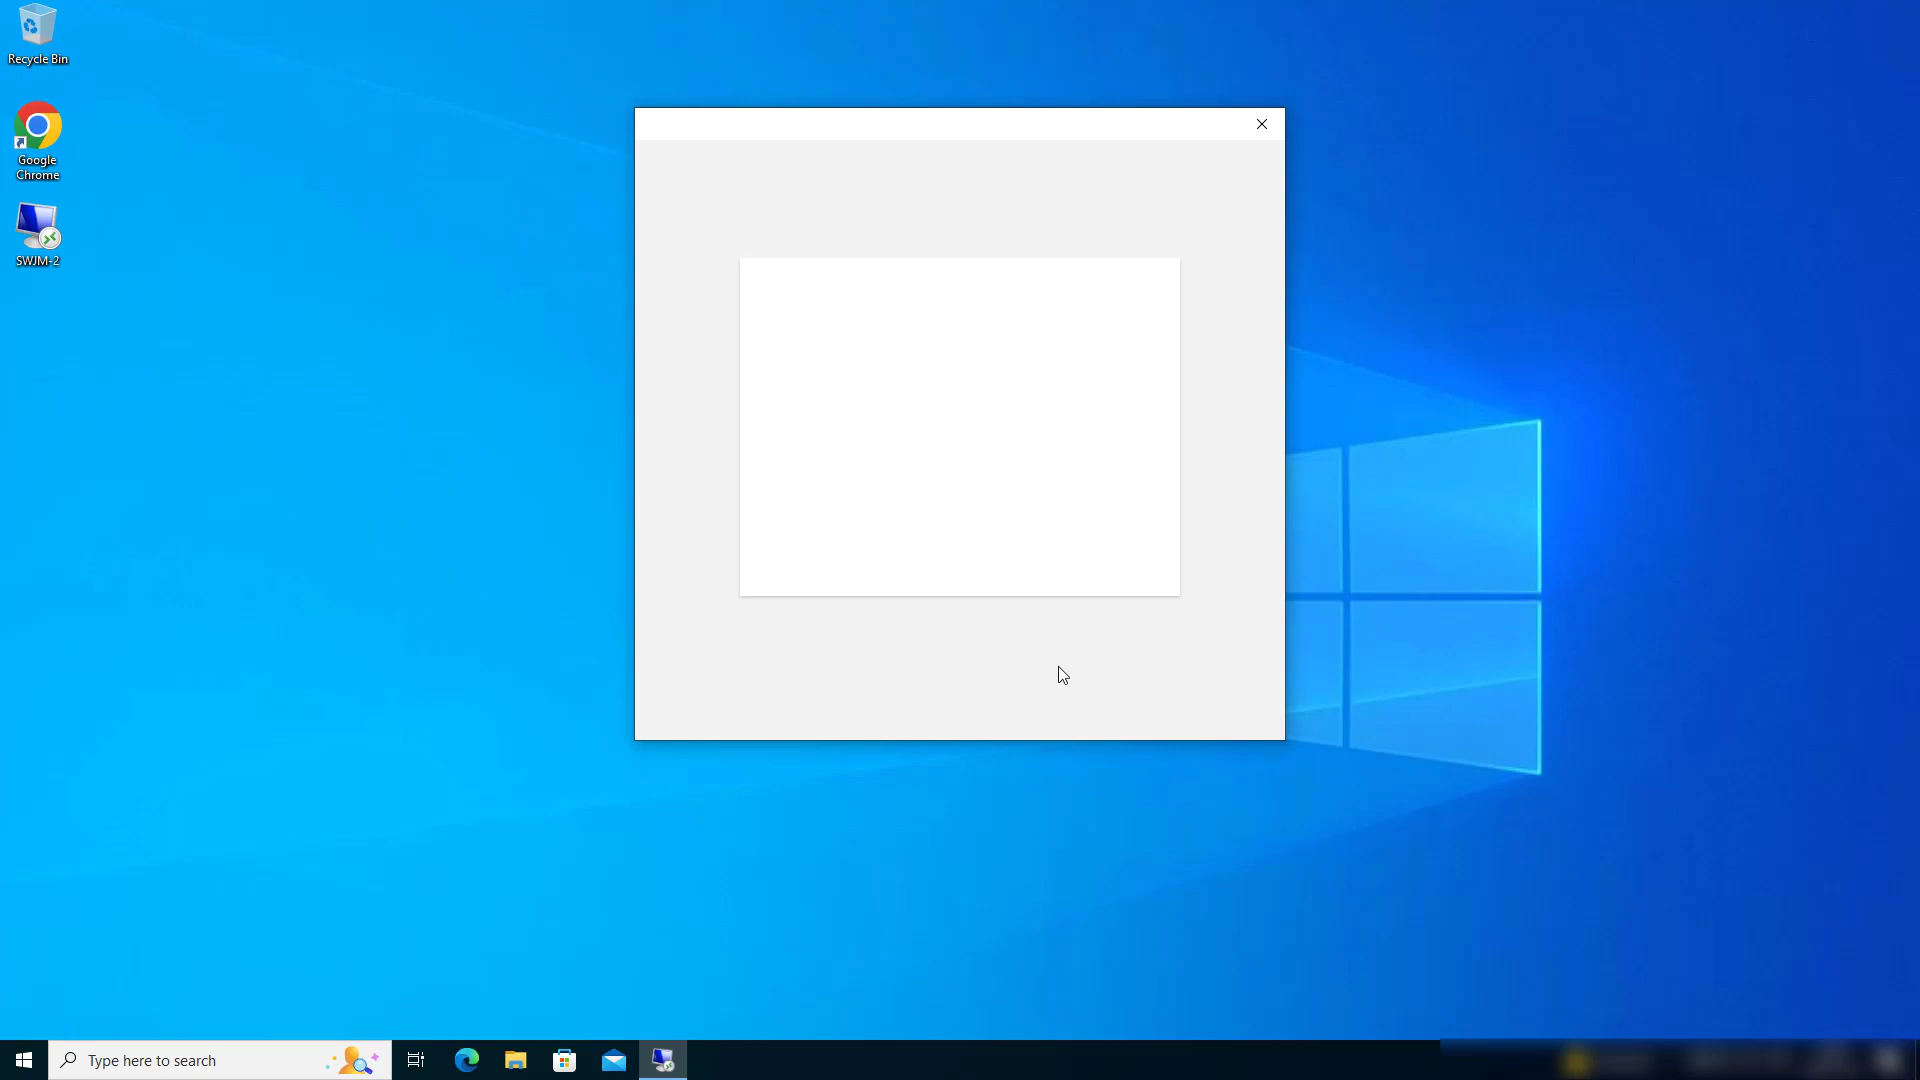 Recycle Bin
Google
Chrome
SWJM-2
Type here to search